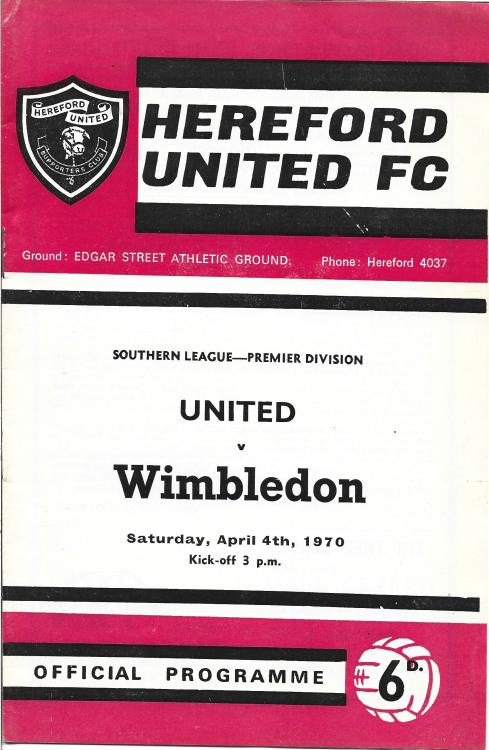 HEREFORD
UNITED
SUPPORTERS CLUB
HEREFORD
UNITED FC
Ground: EDGAR STREET ATHLETIC GROUND.
Phone: Hereford 4037
SOUTHERN LEAGUE—PREMIER DIVISION
UNITED
v
Wimbledon
Saturday, April 4th, 1970
Kick-off 3 p.m.
OFFICIAL PROGRAMME
6D.